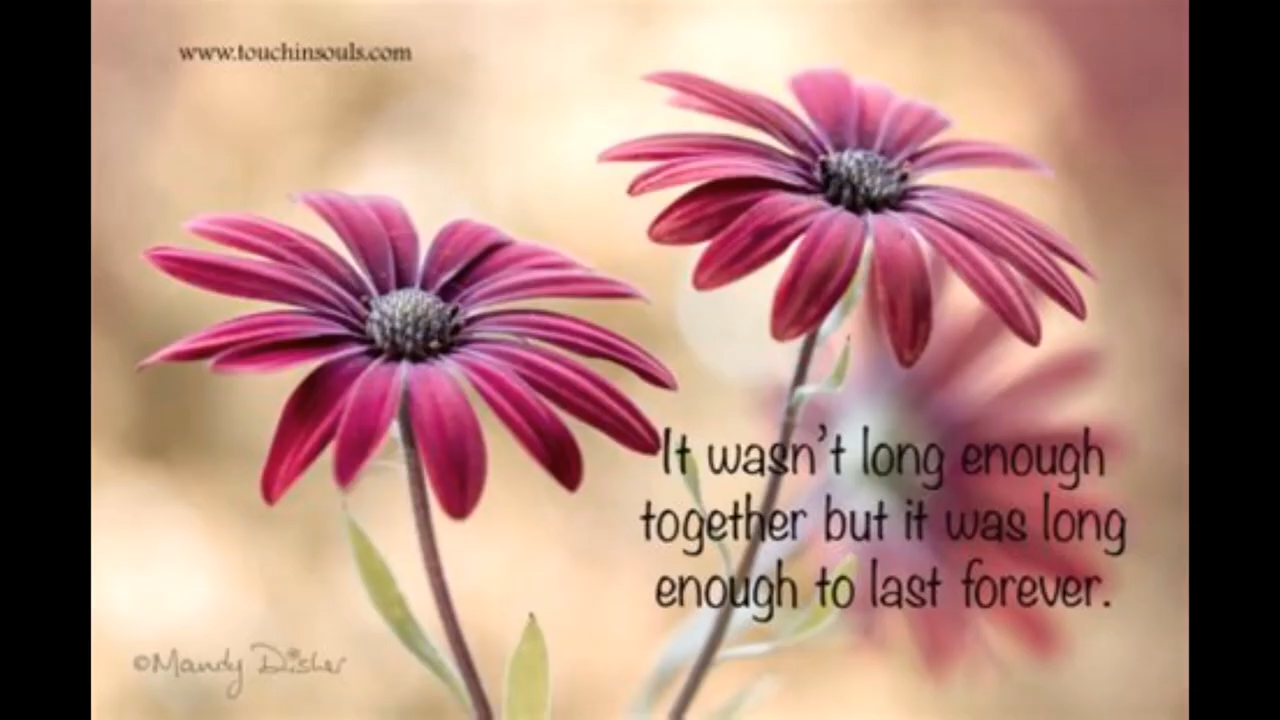 www.touchinsouls.com
It wasn't long enough
together but it was long
enough to last forever.
©Mandy Disher